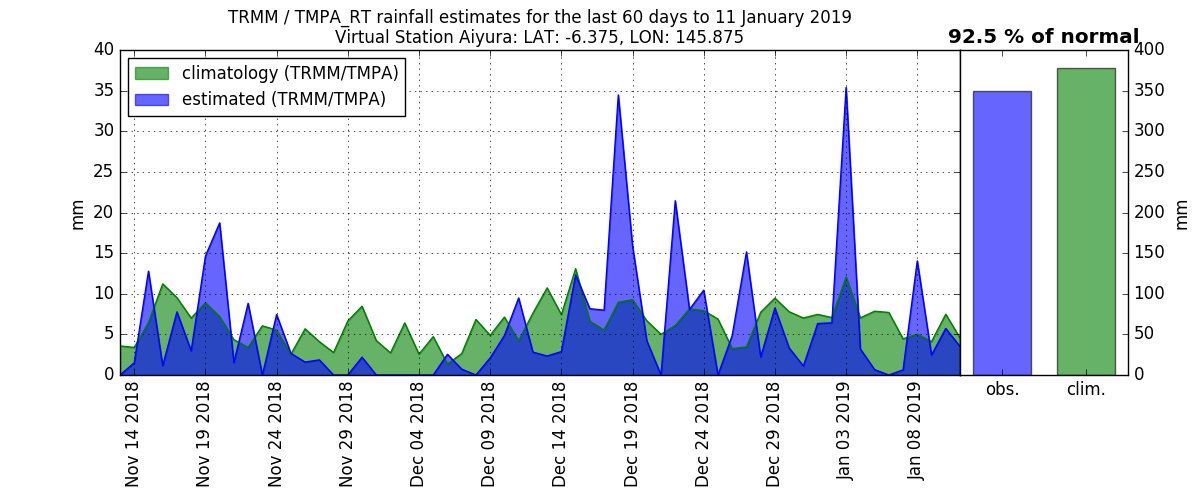 TRMM / TMPA_RT rainfall estimates for the last 60 days to 11 January 2019
Virtual Station Aiyura: LAT: -6.375, LON: 145.875
92.5 % of normal
climatology (TRMM/TMPA)
estimated (TRMM/TMPA)
mm
40
35
30
25
20
15
10
5
0
Nov 14 2018
Nov 19 2018
Nov 24 2018
Nov 29 2018
Dec 04 2018
Dec 09 2018
Dec 14 2018
Dec 19 2018
Dec 24 2018
Dec 29 2018
Jan 03 2019
Jan 08 2019
obs.
clim.
400
350
300
250
200
150
100
50
0
mm